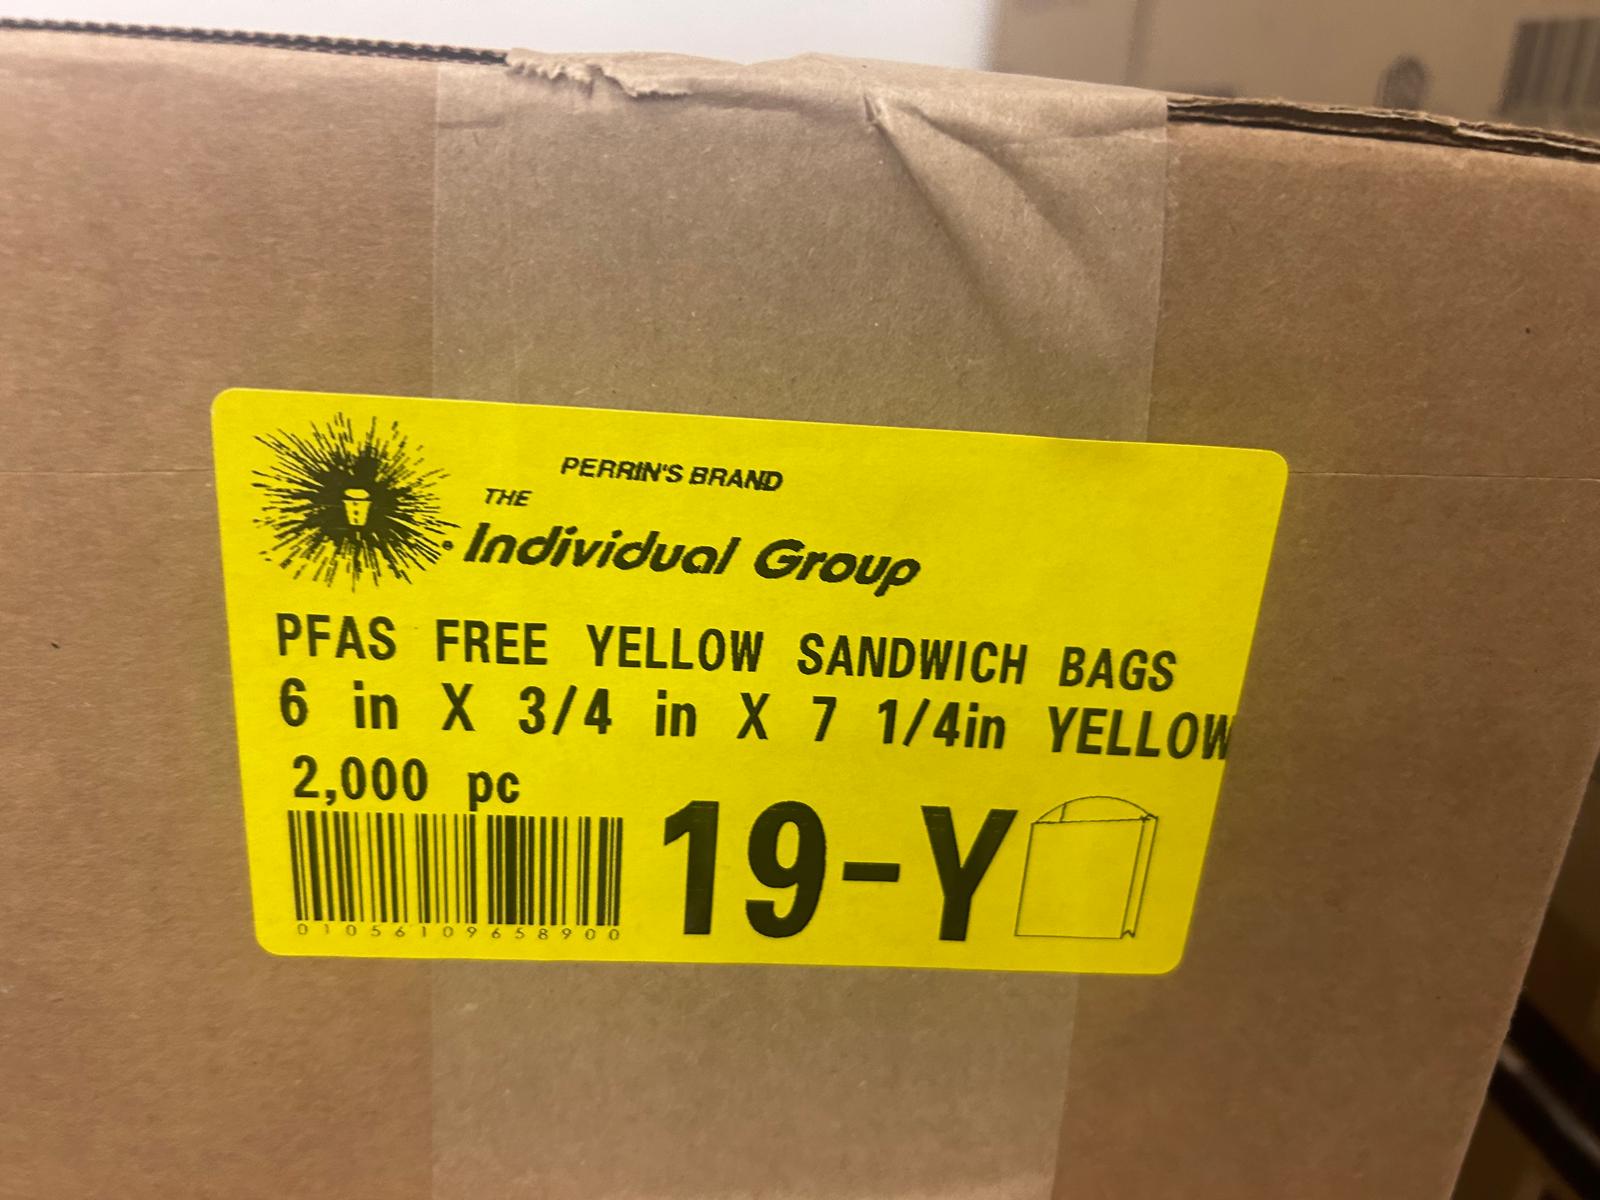 PERRIN'S BRAND
THE
Individual Group
PFAS FREE YELLOW SANDWICH BAGS
6 in X 3/4 in X 7 1/4in YELLOW
2,000 pc
19-Y
01056109658900